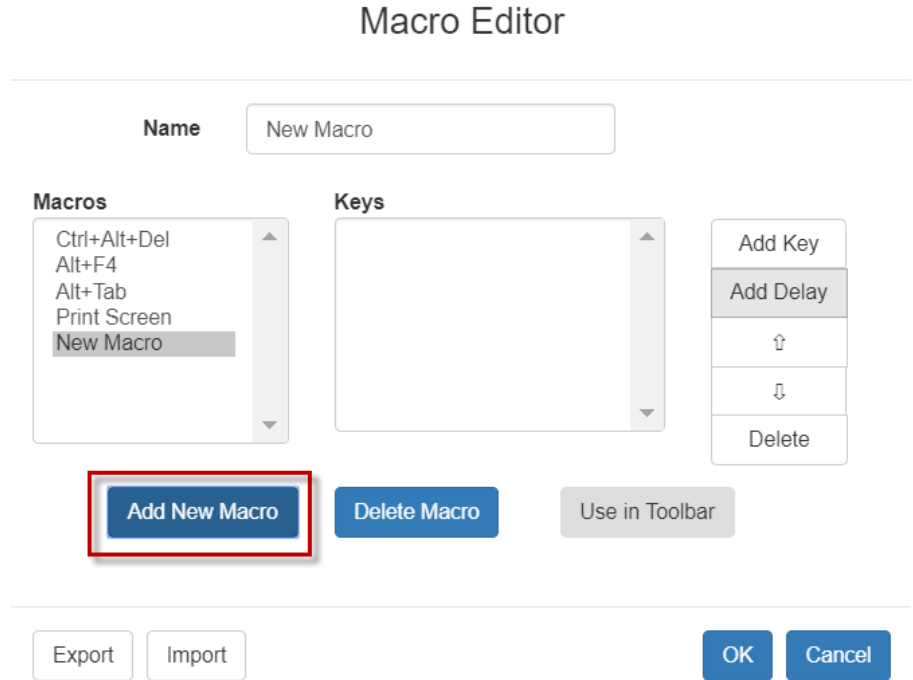 Macro Editor
Name New Macro
Macros Keys
Ctrl+Alt+Del
Alt+F4
Alt+Tab
Print Screen
New Macro
Add Key
Add Delay
⇧
⇩
Delete
Add New Macro Delete Macro Use in Toolbar
Export Import OK Cancel